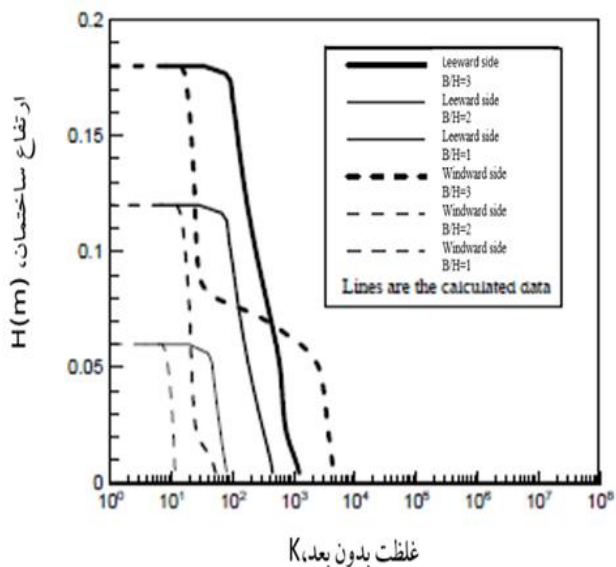 0.2
0.15
0.1
0.05
0
ارتفاع ساختمان، H(m)
Leeward side
B/H=3
Leeward side
B/H=2
Leeward side
B/H=1
Windward side
B/H=3
Windward side
B/H=2
Windward side
B/H=1
Lines are the calculated data
10⁰ 10¹ 10² 10³ 10⁴ 10⁵ 10⁶ 10⁷ 10⁸
غلظت بدون بعد،K